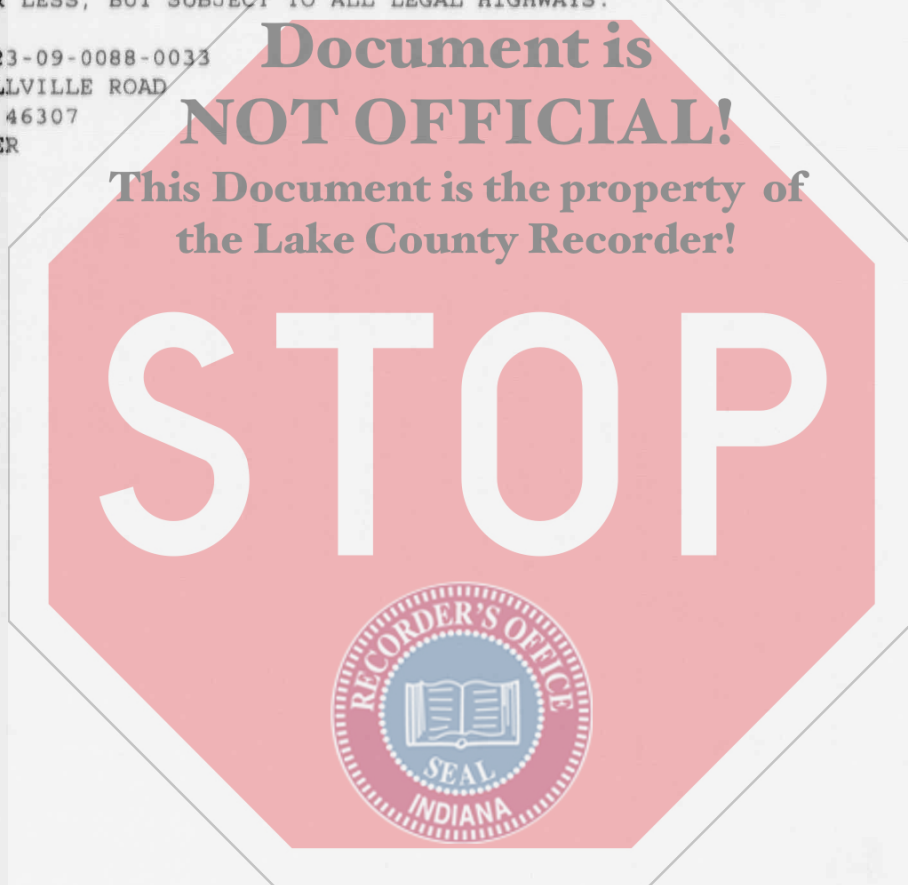 LESS, BUT SUBJECT TO ALL LEGAL HIGHWAYS.
23-09-0088-0033
LLVILLE ROAD
46307
ER
Document is
NOT OFFICIAL!
This Document is the property of
the Lake County Recorder!
STOP
RECORDER'S OFFICE
SEAL
INDIANA